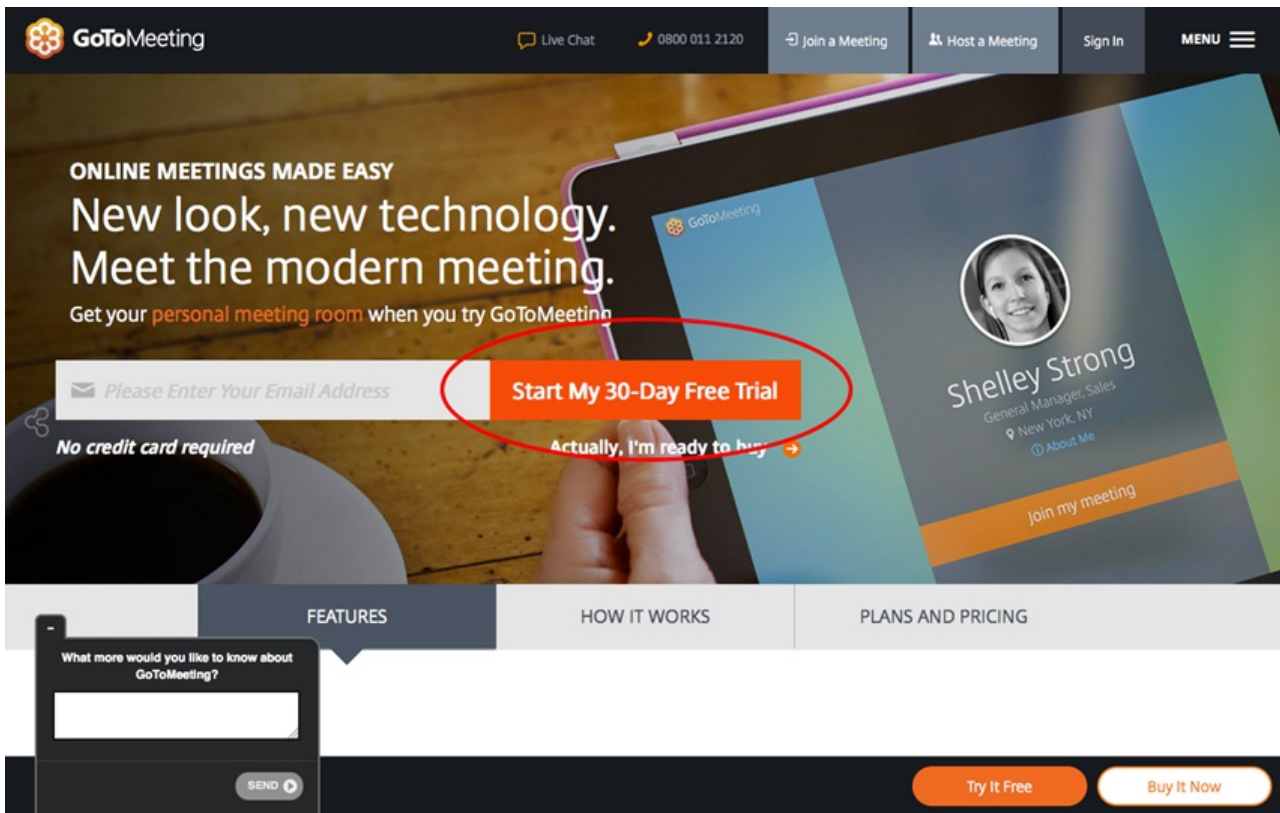 GoToMeeting
Live Chat
0800 011 2120
Join a Meeting
Host a Meeting
Sign In
MENU
ONLINE MEETINGS MADE EASY
New look, new technology.
Meet the modern meeting.
Get your personal meeting room when you try GoToMeeting
Please Enter Your Email Address
Start My 30-Day Free Trial
No credit card required
Actually, I'm ready to buy
GoToMeeting
Shelley Strong
General Manager, Sales
New York, NY
About Me
Join my meeting
FEATURES
HOW IT WORKS
PLANS AND PRICING
-
What more would you like to know about
GoToMeeting?
SEND
Try It Free
Buy It Now